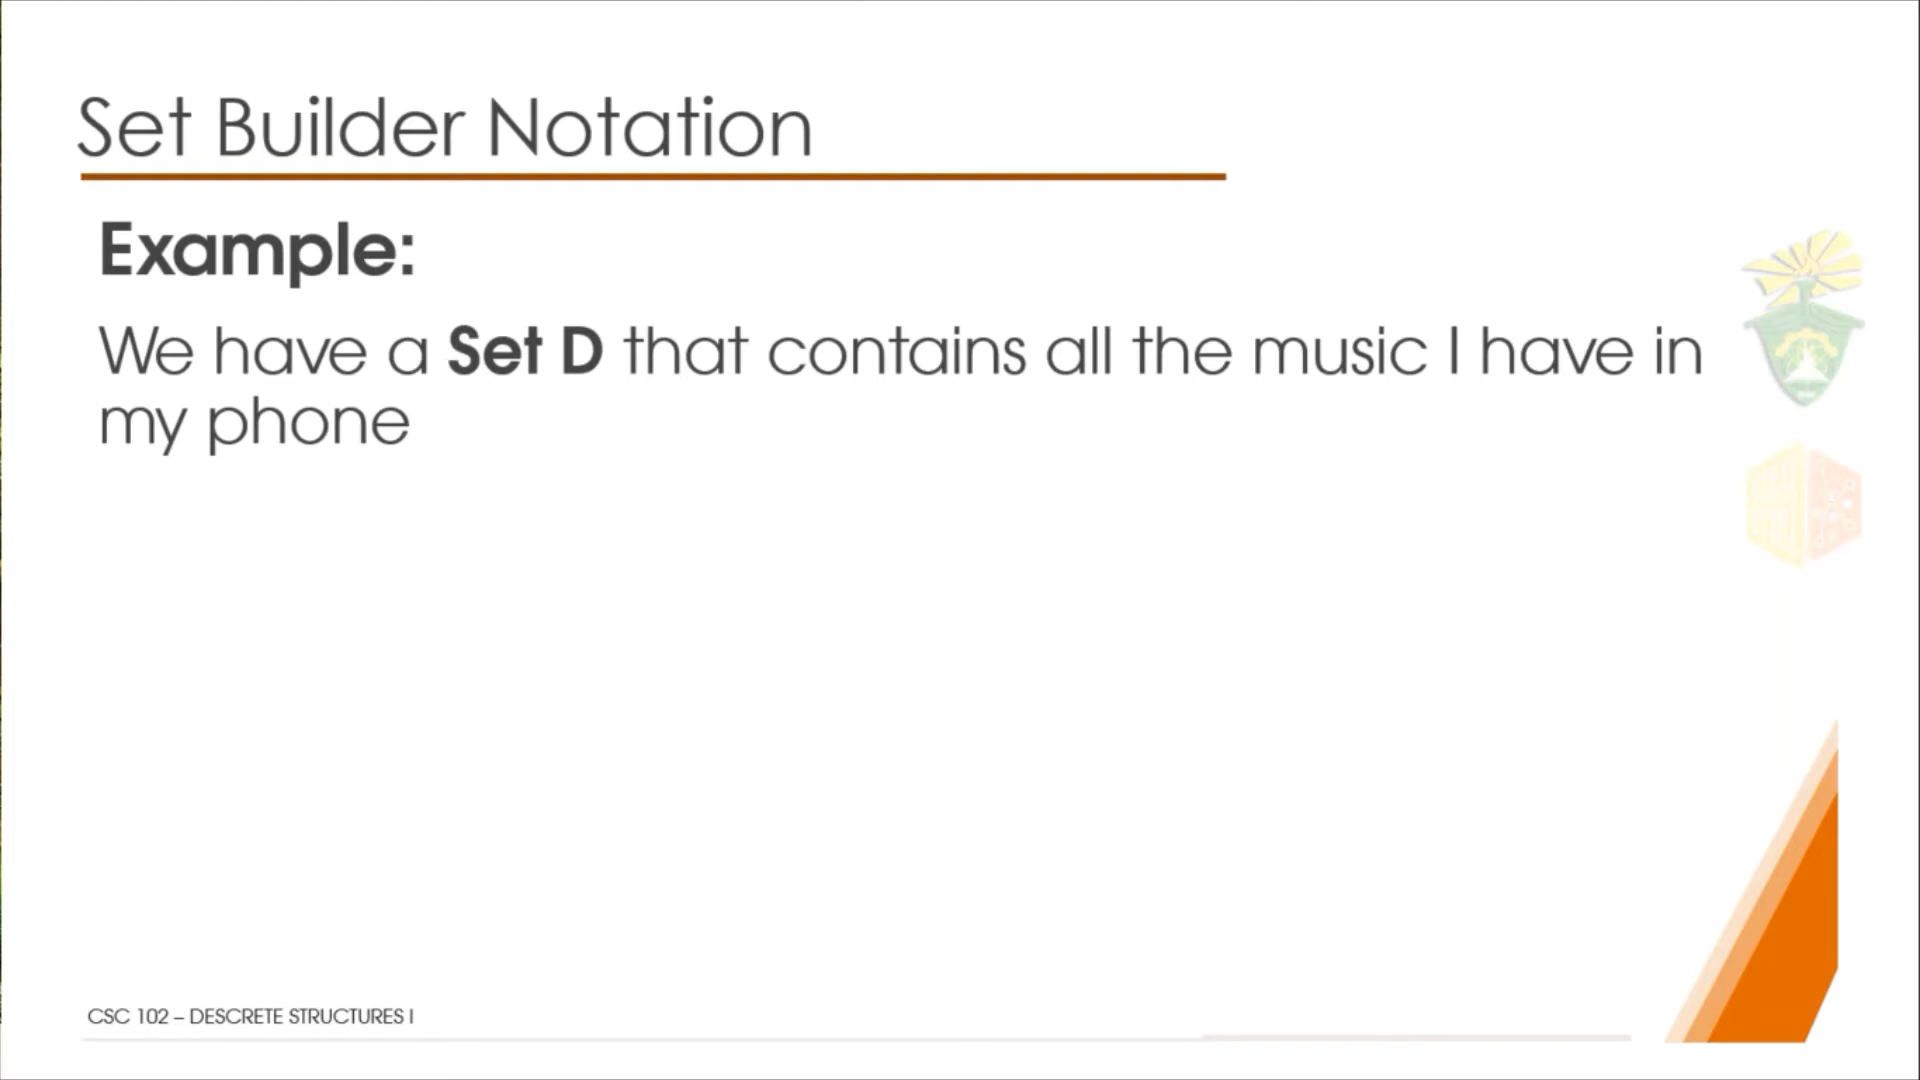 Set Builder Notation
Example:
We have a Set D that contains all the music I have in
my phone
CSC 102 – DESCRETE STRUCTURES I